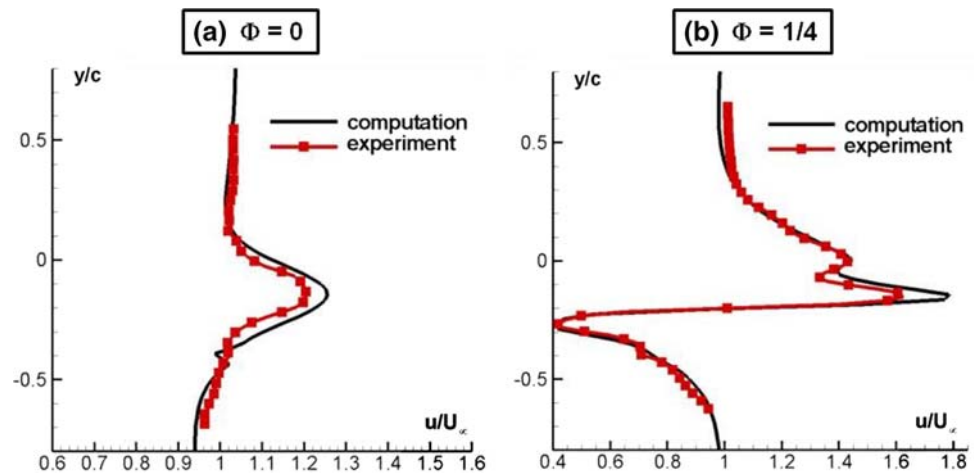 (a) Φ = 0
y/c
computation
experiment
0.5
0
-0.5
u/U∞
0.6 0.7 0.8 0.9 1 1.1 1.2 1.3 1.4 1.5 1.6
(b) Φ = 1/4
y/c
computation
experiment
0.5
0
-0.5
u/U∞
0.4 0.6 0.8 1 1.2 1.4 1.6 1.8